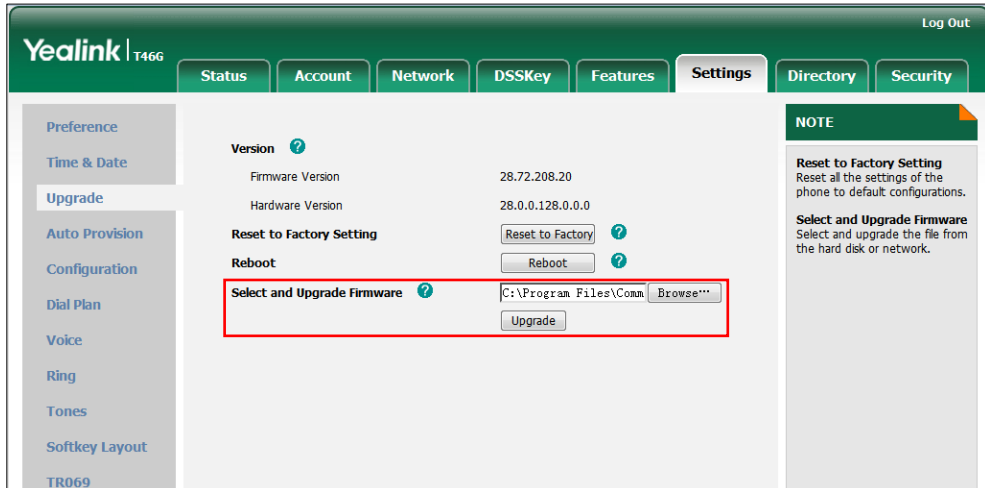 Log Out
Yealink | T46G
Status Account Network DSSKey Features Settings Directory Security
Preference
Time & Date
Upgrade
Auto Provision
Configuration
Dial Plan
Voice
Ring
Tones
Softkey Layout
TR069
Version ?
Firmware Version 28.72.208.20
Hardware Version 28.0.0.128.0.0.0
Reset to Factory Setting Reset to Factory ?
Reboot Reboot ?
Select and Upgrade Firmware ? C:\Program Files\Comm Browse...
Upgrade
NOTE
Reset to Factory Setting
Reset all the settings of the
phone to default configurations.
Select and Upgrade Firmware
Select and upgrade the file from
the hard disk or network.